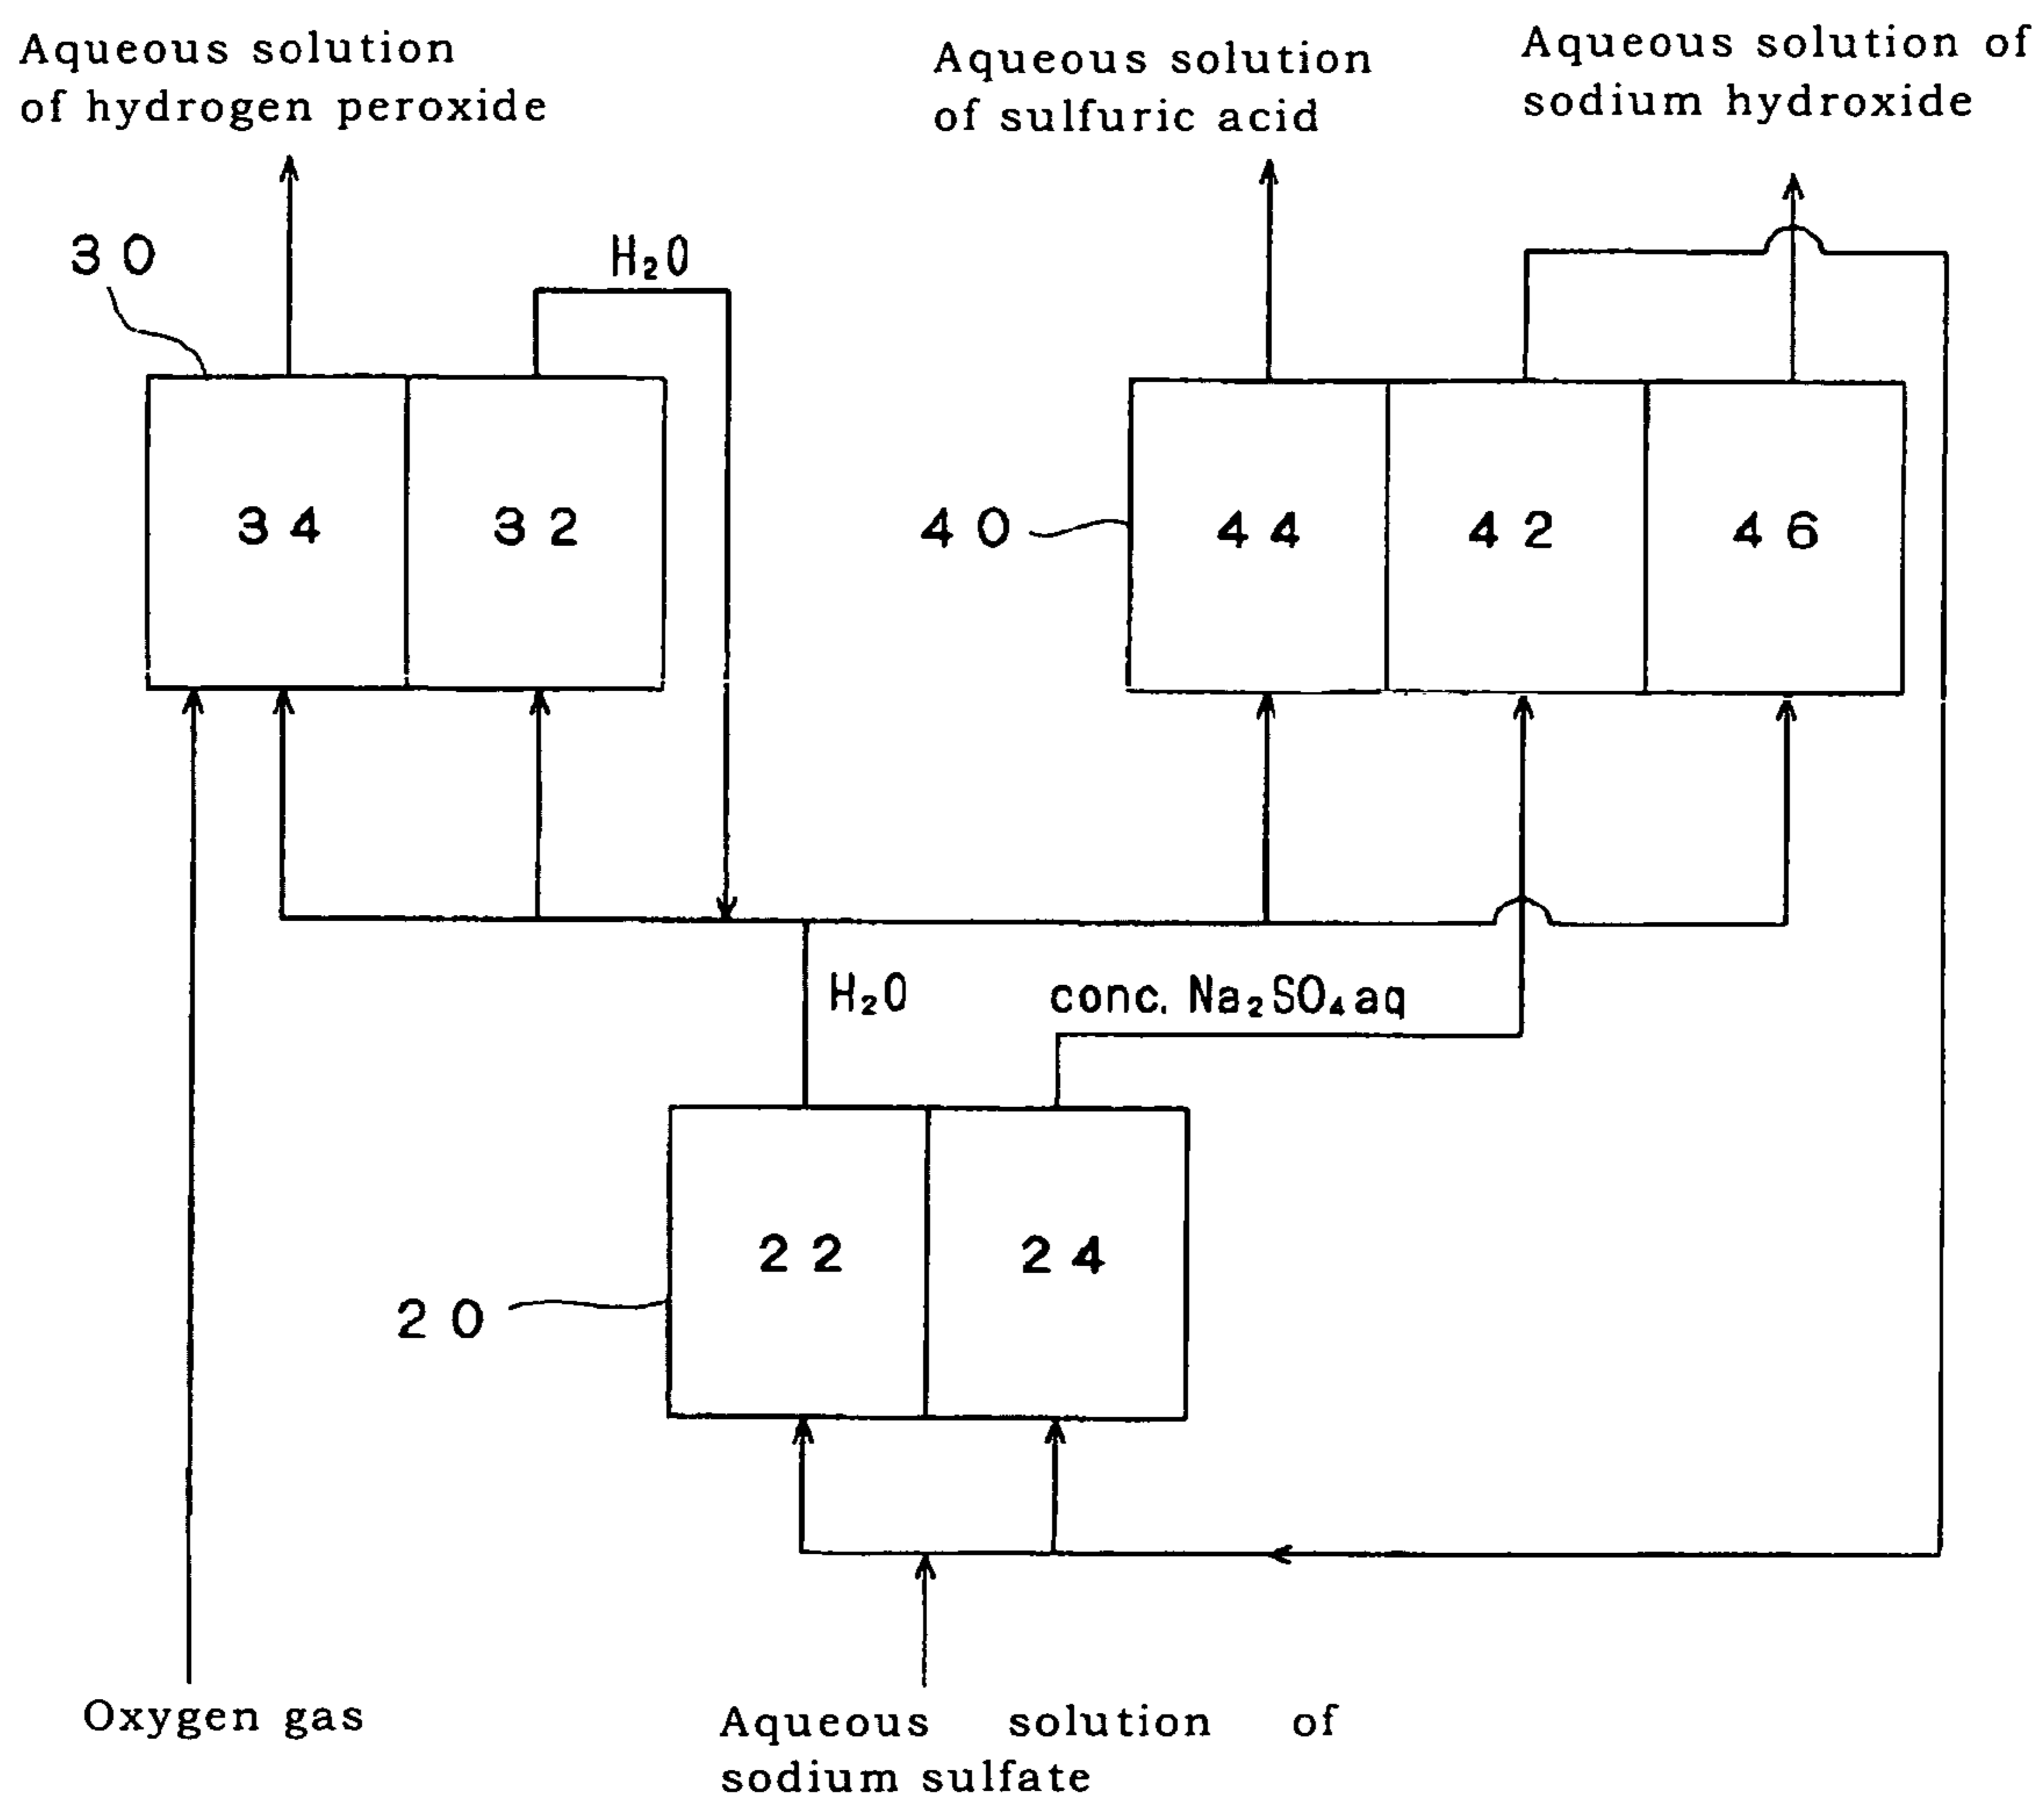 Aqueous solution
of hydrogen peroxide
Aqueous solution
of sulfuric acid
Aqueous solution of
sodium hydroxide
30
H₂O
34
32
40
44
42
46
H₂O
conc. Na₂SO₄aq
22
24
20
Oxygen gas
Aqueous solution of
sodium sulfate